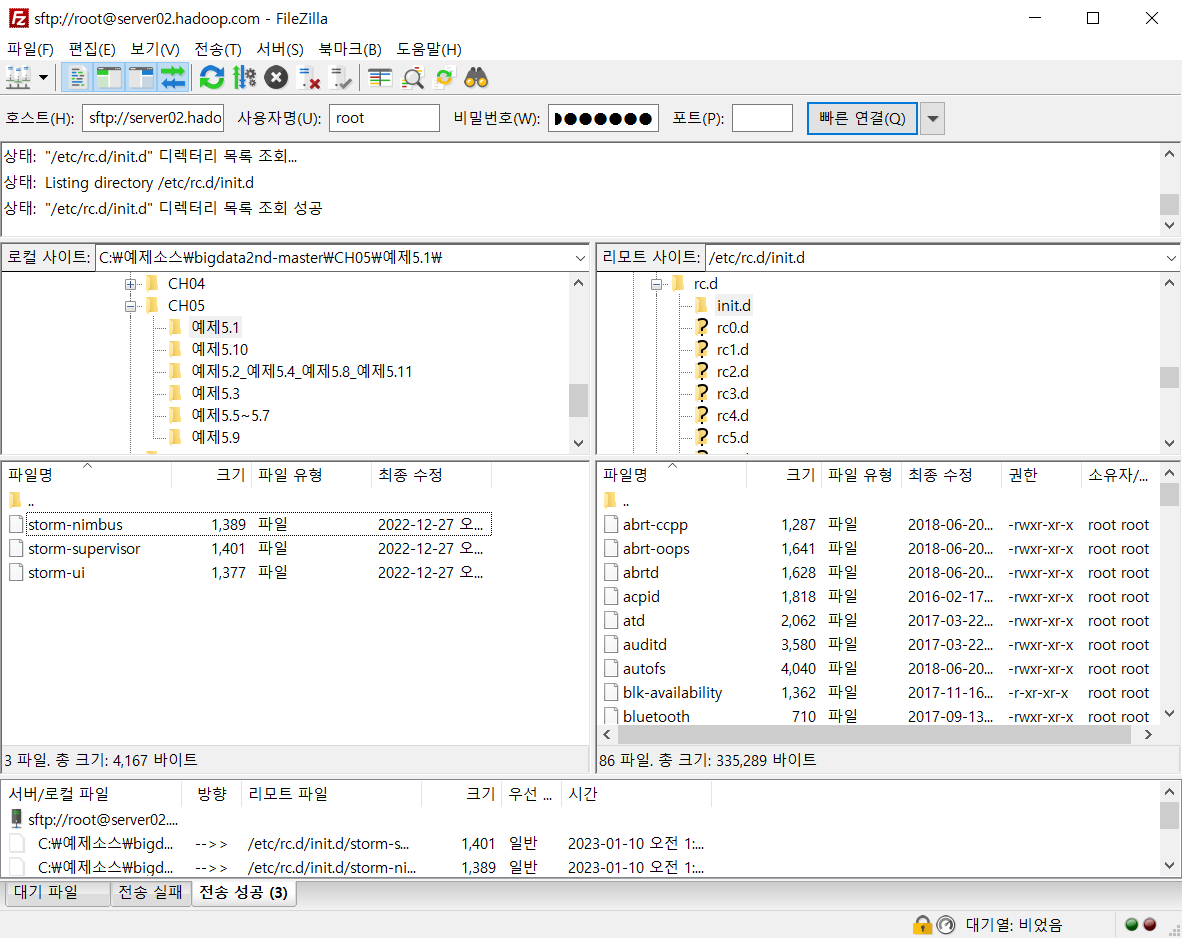 sftp://root@server02.hadoop.com - FileZilla
파일(F) 편집(E) 보기(V) 전송(T) 서버(S) 북마크(B) 도움말(H)
호스트(H): sftp://server02.hado 사용자명(U): root 비밀번호(W): 포트(P): 빠른 연결(Q)
상태: "/etc/rc.d/init.d" 디렉터리 목록 조회...
상태: Listing directory /etc/rc.d/init.d
상태: "/etc/rc.d/init.d" 디렉터리 목록 조회 성공
로컬 사이트: C:₩예제소스₩bigdata2nd-master₩CH05₩예제5.1₩
CH04
CH05
예제5.1
예제5.10
예제5.2_예제5.4_예제5.8_예제5.11
예제5.3
예제5.5~5.7
예제5.9
리모트 사이트: /etc/rc.d/init.d
rc.d
init.d
rc0.d
rc1.d
rc2.d
rc3.d
rc4.d
rc5.d
파일명 크기 파일 유형 최종 수정
..
storm-nimbus 1,389 파일 2022-12-27 오...
storm-supervisor 1,401 파일 2022-12-27 오...
storm-ui 1,377 파일 2022-12-27 오...
3 파일. 총 크기: 4,167 바이트
파일명 크기 파일 유형 최종 수정 권한 소유자/...
..
abrt-ccpp 1,287 파일 2018-06-20... -rwxr-xr-x root root
abrt-oops 1,641 파일 2018-06-20... -rwxr-xr-x root root
abrtd 1,628 파일 2018-06-20... -rwxr-xr-x root root
acpid 1,818 파일 2016-02-17... -rwxr-xr-x root root
atd 2,062 파일 2017-03-22... -rwxr-xr-x root root
auditd 3,580 파일 2017-03-22... -rwxr-xr-x root root
autofs 4,040 파일 2018-06-20... -rwxr-xr-x root root
blk-availability 1,362 파일 2017-11-16... -r-xr-xr-x root root
bluetooth 710 파일 2017-09-13... -rwxr-xr-x root root
86 파일. 총 크기: 335,289 바이트
서버/로컬 파일 방향 리모트 파일 크기 우선 ... 시간
sftp://root@server02....
C:₩예제소스₩bigd... -->> /etc/rc.d/init.d/storm-s... 1,401 일반 2023-01-10 오전 1:...
C:₩예제소스₩bigd... -->> /etc/rc.d/init.d/storm-ni... 1,389 일반 2023-01-10 오전 1:...
대기 파일 전송 실패 전송 성공 (3)
대기열: 비었음